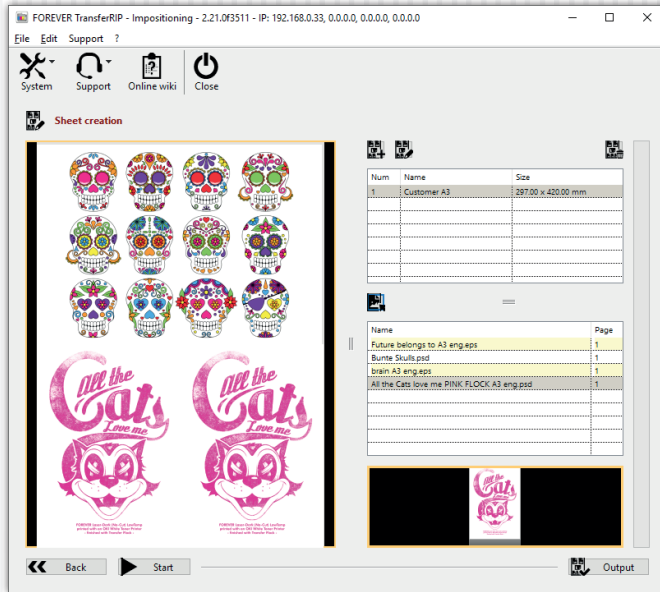 FOREVER TransferRIP - Impositioning - 2.21.0f3511 - IP: 192.168.0.33, 0.0.0.0, 0.0.0.0, 0.0.0.0
File Edit Support ?
System Support Online wiki Close
Sheet creation
Num Name Size
1 Customer A3 297.00 x 420.00 mm
Name Page
Future belongs to A3 eng.eps 1
Bunte Skulls.psd 1
brain A3 eng.eps 1
All the Cats love me PINK FLOCK A3 eng.psd 1
All the
Cats
Love me
All the
Cats
Love me
All the
Cats
Back Start Output